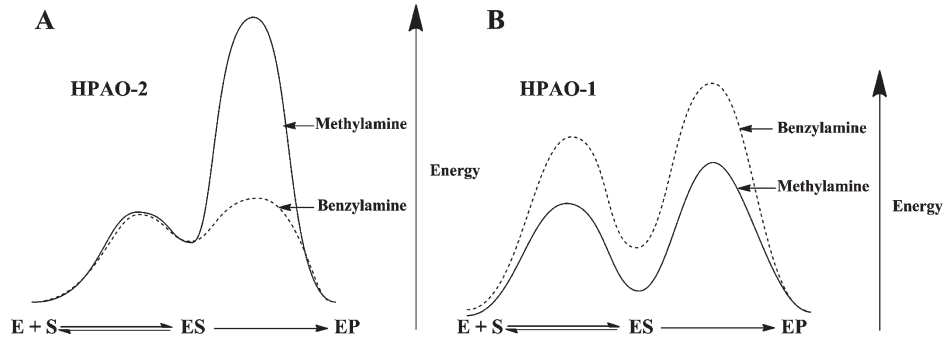 A
HPAO-2
Methylamine
Benzylamine
Energy
E + S
ES
EP
B
HPAO-1
Benzylamine
Methylamine
Energy
E + S
ES
EP